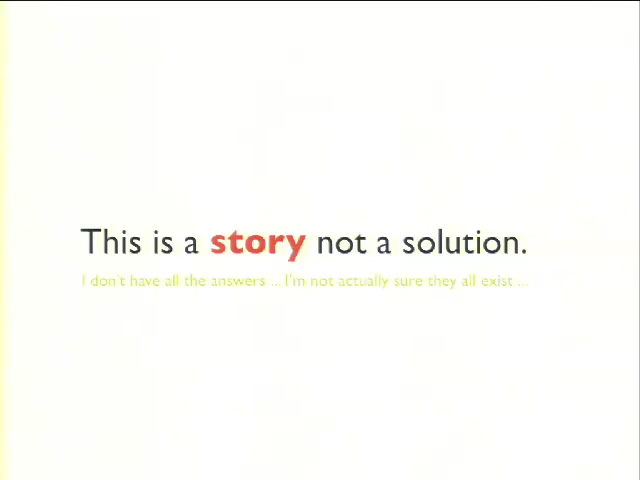 This is a story not a solution.
I don't have all the answers ... I'm not actually sure they all exist ...